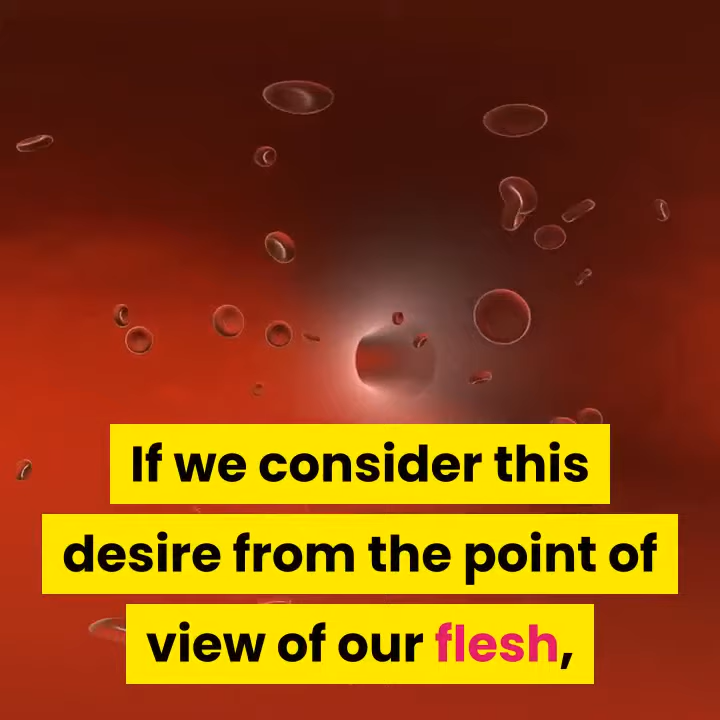 If we consider this
desire from the point of
view of our flesh,